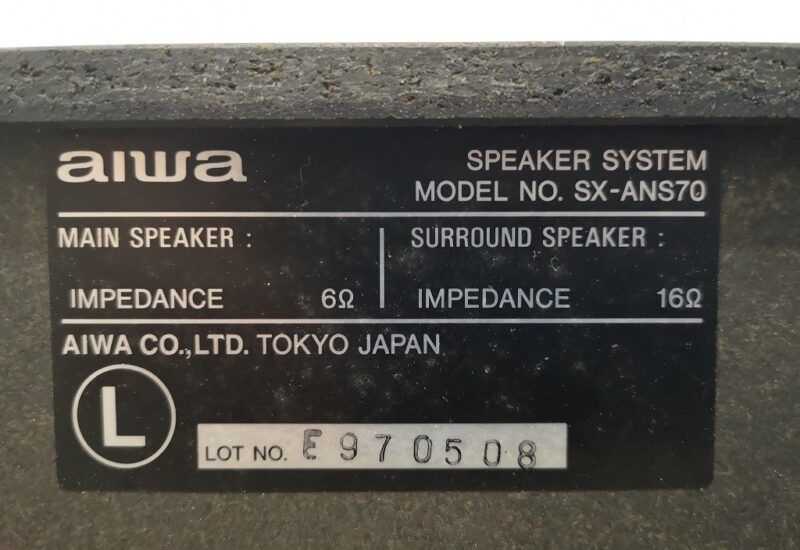 aiwa
SPEAKER SYSTEM
MODEL NO. SX-ANS70
MAIN SPEAKER :
IMPEDANCE 6Ω
SURROUND SPEAKER :
IMPEDANCE 16Ω
AIWA CO.,LTD. TOKYO JAPAN
L
LOT NO. E970508